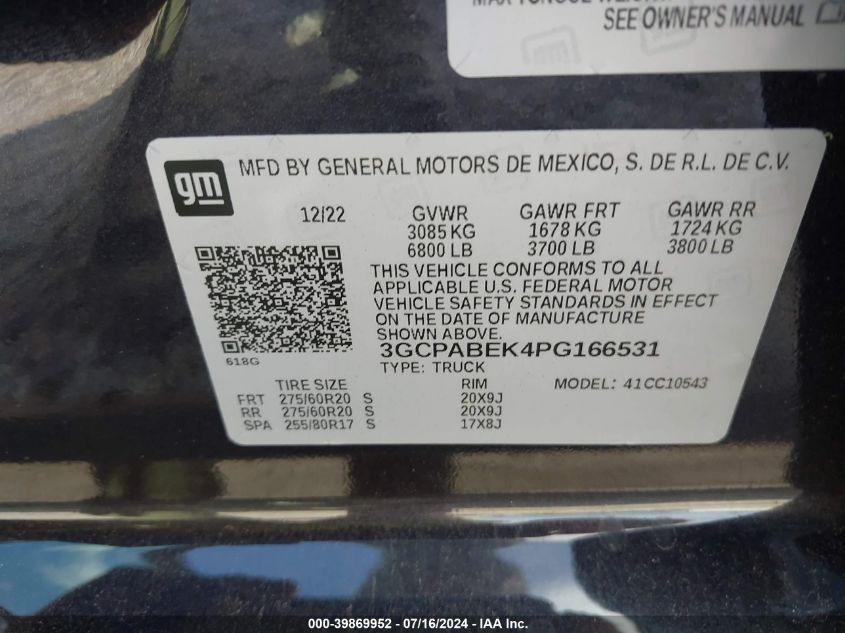 SEE OWNER'S MANUAL
gm
MFD BY GENERAL MOTORS DE MEXICO, S. DE R.L. DE C.V.
12/22 GVWR GAWR FRT GAWR RR
3085 KG 1678 KG 1724 KG
6800 LB 3700 LB 3800 LB
THIS VEHICLE CONFORMS TO ALL
APPLICABLE U.S. FEDERAL MOTOR
VEHICLE SAFETY STANDARDS IN EFFECT
ON THE DATE OF MANUFACTURE
SHOWN ABOVE.
618G
3GCPABEK4PG166531
TYPE: TRUCK
TIRE SIZE RIM MODEL: 41CC10543
FRT 275/60R20 S 20X9J
RR 275/60R20 S 20X9J
SPA 255/80R17 S 17X8J
000-39869952 - 07/16/2024 - IAA Inc.